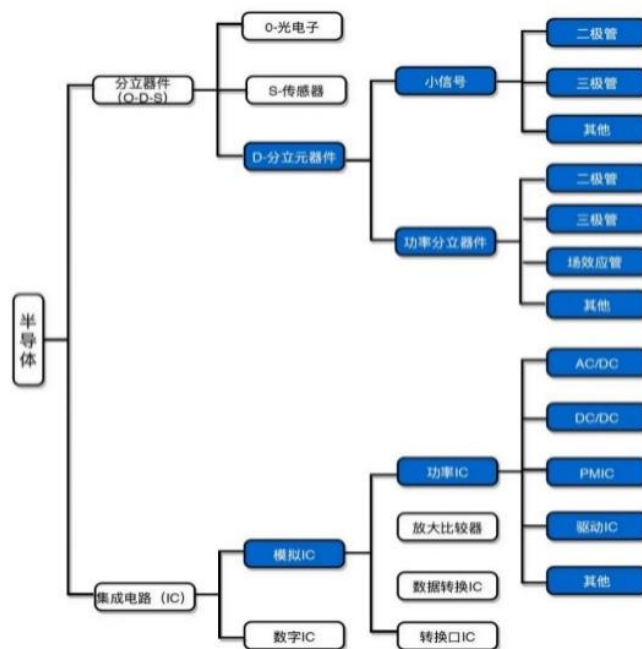 O-光电子
二极管
分立器件
(O-D-S)
小信号
三极管
S-传感器
其他
D-分立元器件
二极管
三极管
功率分立器件
场效应管
其他
半导体
AC/DC
DC/DC
功率IC
PMIC
放大比较器
驱动IC
模拟IC
数据转换IC
其他
集成电路（IC）
数字IC
转换口IC